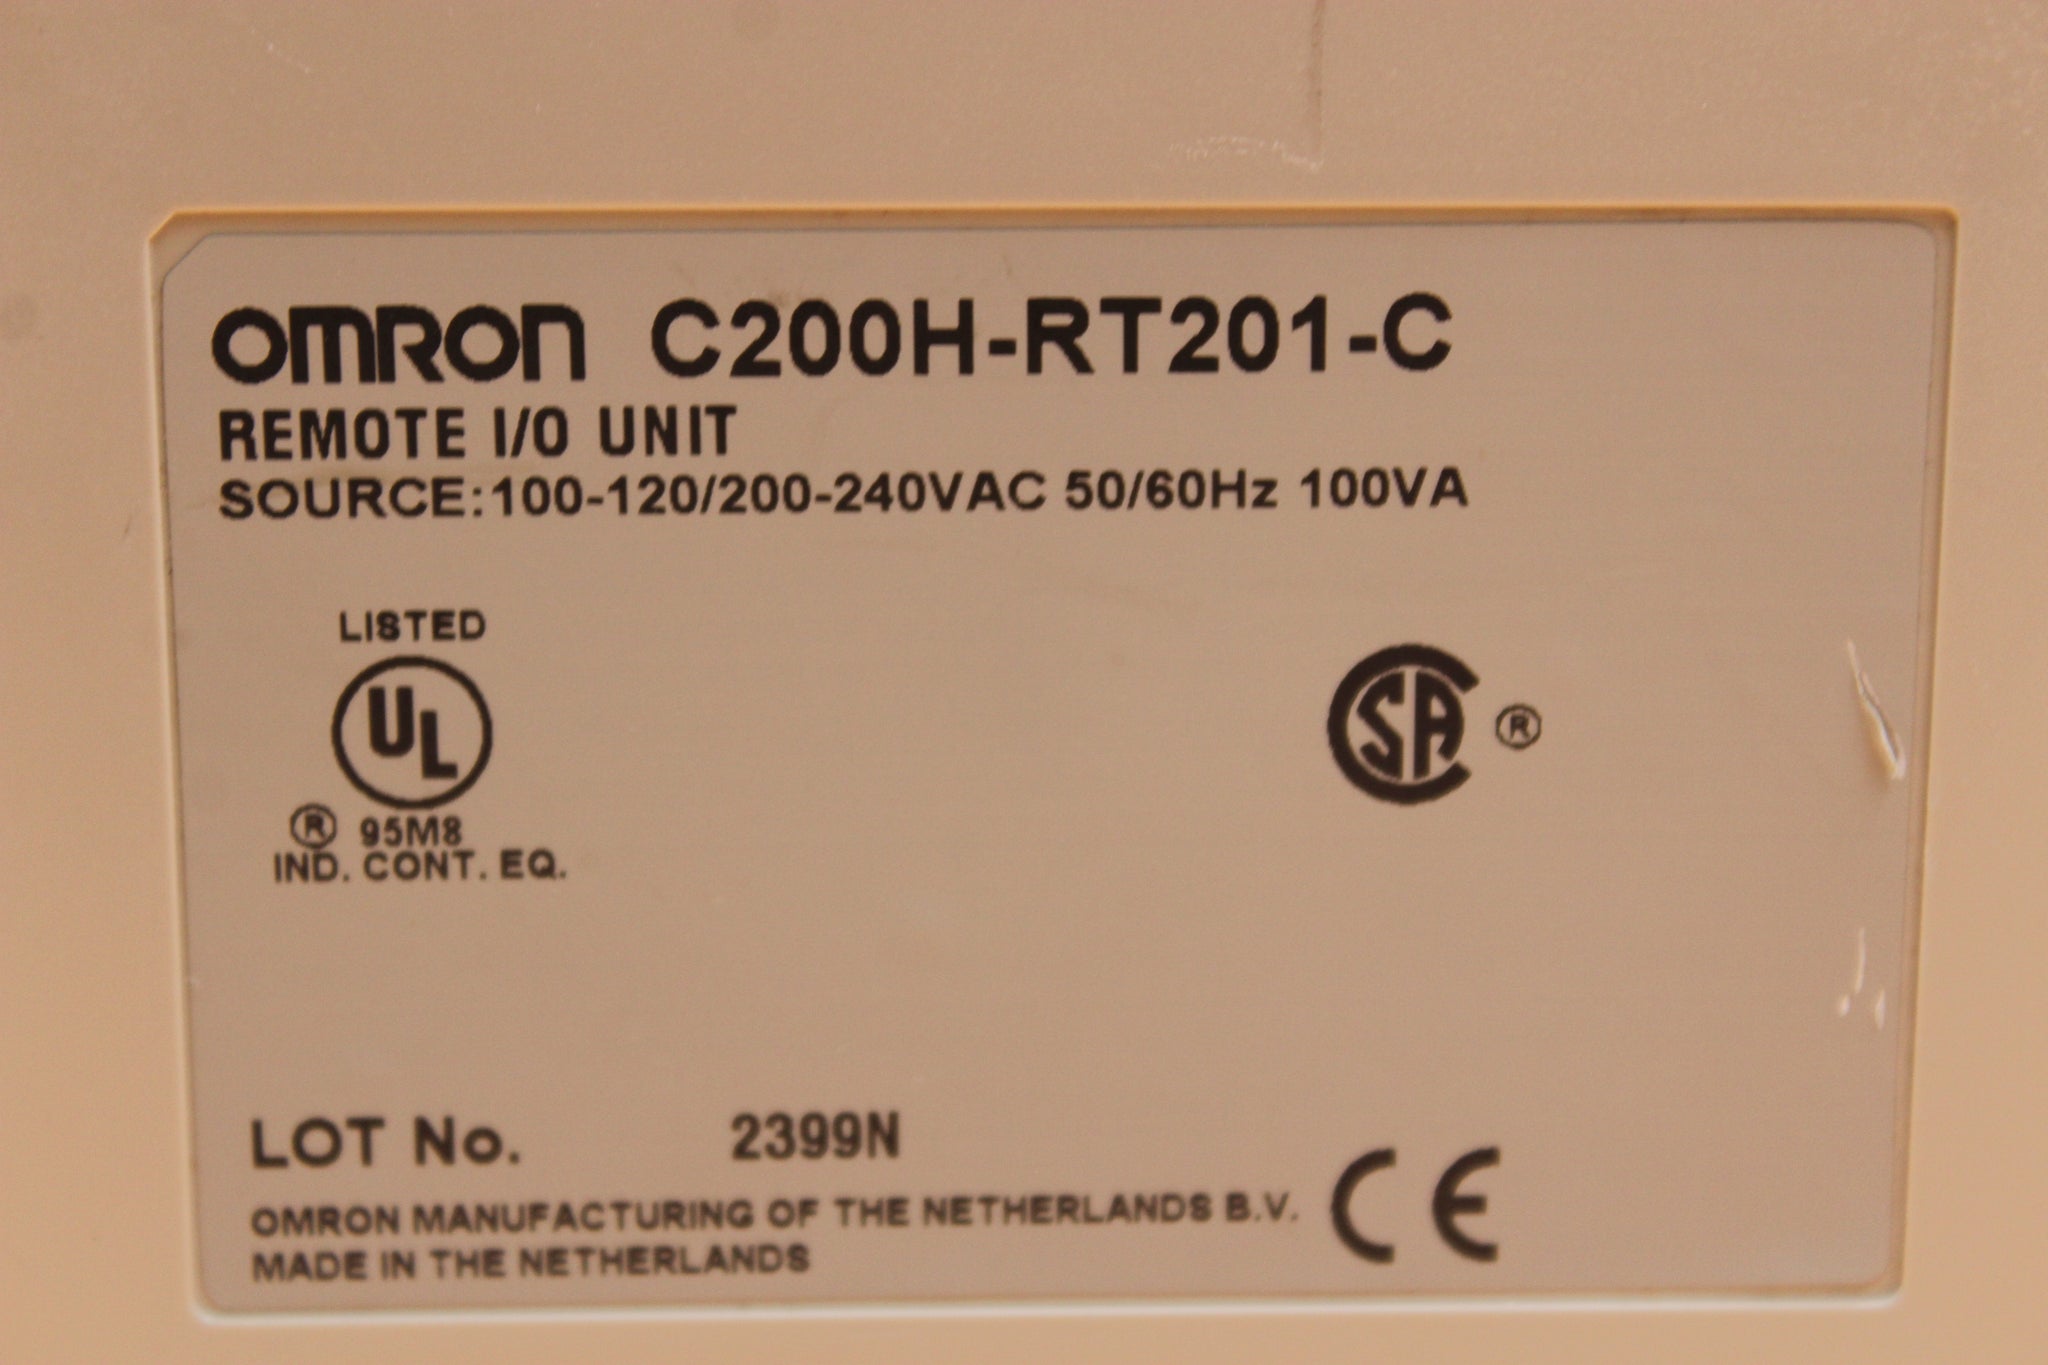 OMRON C200H-RT201-C
REMOTE I/O UNIT
SOURCE:100-120/200-240VAC 50/60Hz 100VA
LISTED
UL
® 95M8
IND. CONT. EQ.
CSA ®
LOT No. 2399N
OMRON MANUFACTURING OF THE NETHERLANDS B.V.
MADE IN THE NETHERLANDS
CE